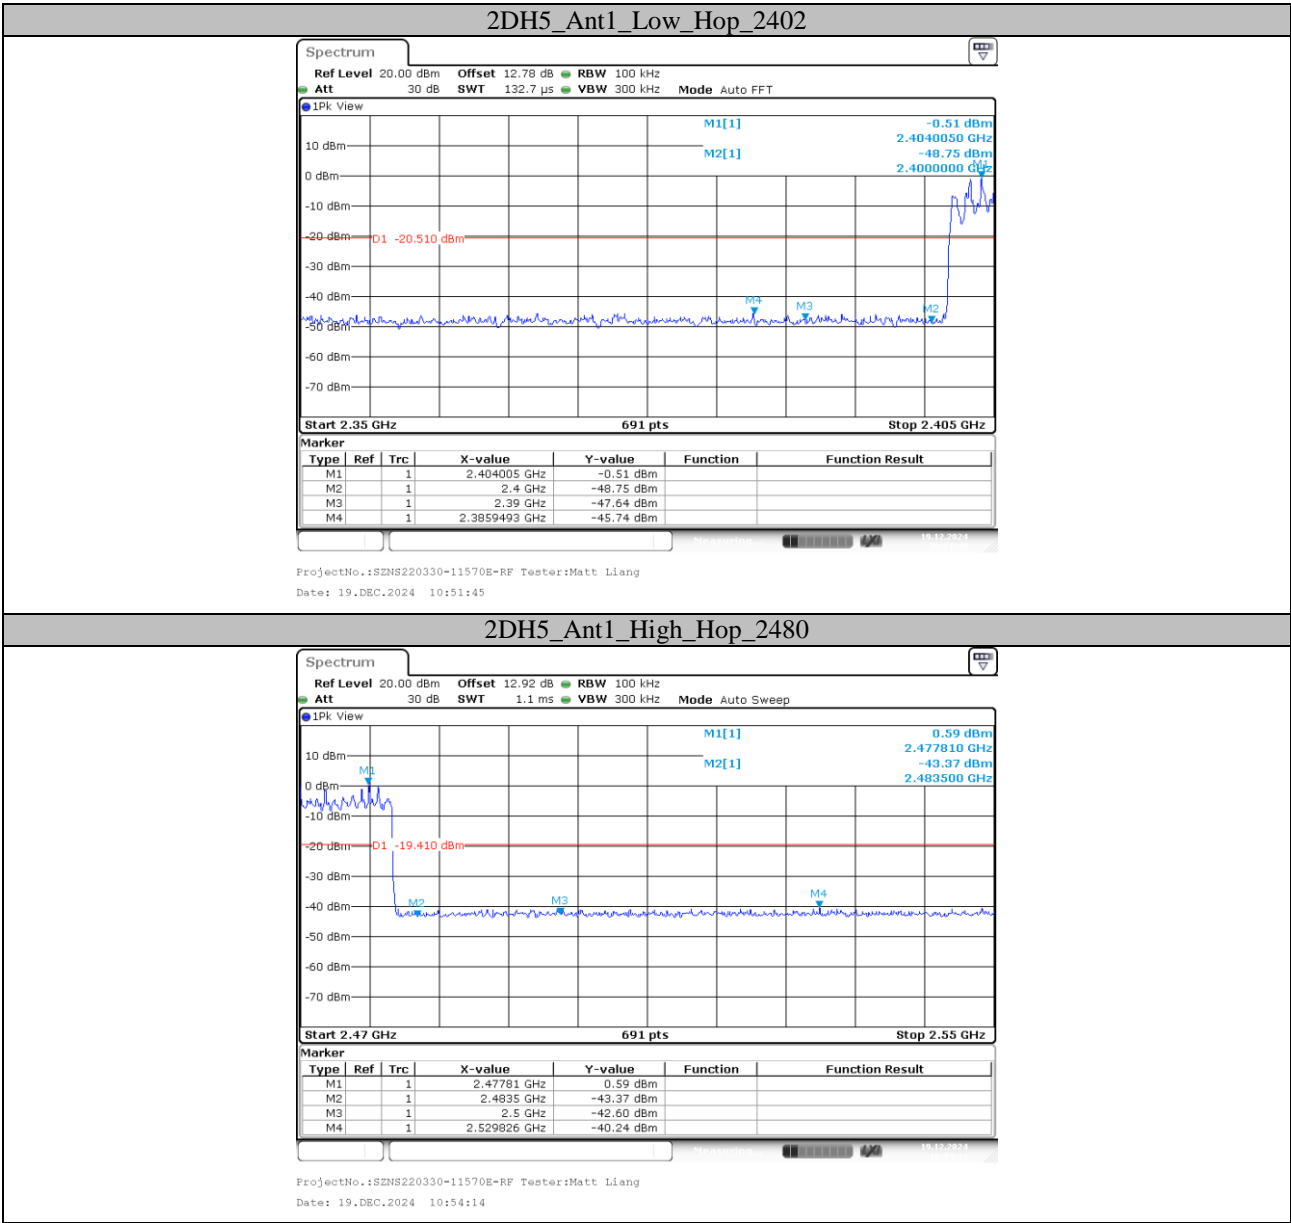 2DH5_Ant1_Low_Hop_2402
Spectrum
Ref Level 20.00 dBm Offset 12.78 dB RBW 100 kHz
Att 30 dB SWT 132.7 µs VBW 300 kHz Mode Auto FFT
1Pk View
M1[1] -0.51 dBm
2.4040050 GHz
M2[1] -48.75 dBm
2.4000000 GHz
10 dBm
M1
0 dBm
-10 dBm
-20 dBm
D1 -20.510 dBm
-30 dBm
-40 dBm
M4
M3
M2
-50 dBm
-60 dBm
-70 dBm
Start 2.35 GHz 691 pts Stop 2.405 GHz
Marker
Type Ref Trc X-value Y-value Function Function Result
M1 1 2.404005 GHz -0.51 dBm
M2 1 2.4 GHz -48.75 dBm
M3 1 2.39 GHz -47.64 dBm
M4 1 2.3859493 GHz -45.74 dBm
Measuring... 19.12.2024
ProjectNo.:SZNS220330-11570E-RF Tester:Matt Liang
Date: 19.DEC.2024 10:51:45
2DH5_Ant1_High_Hop_2480
Spectrum
Ref Level 20.00 dBm Offset 12.92 dB RBW 100 kHz
Att 30 dB SWT 1.1 ms VBW 300 kHz Mode Auto Sweep
1Pk View
M1[1] 0.59 dBm
2.477810 GHz
M2[1] -43.37 dBm
2.483500 GHz
10 dBm
M1
0 dBm
-10 dBm
-20 dBm
D1 -19.410 dBm
-30 dBm
M4
-40 dBm
M2
M3
-50 dBm
-60 dBm
-70 dBm
Start 2.47 GHz 691 pts Stop 2.55 GHz
Marker
Type Ref Trc X-value Y-value Function Function Result
M1 1 2.47781 GHz 0.59 dBm
M2 1 2.4835 GHz -43.37 dBm
M3 1 2.5 GHz -42.60 dBm
M4 1 2.529826 GHz -40.24 dBm
Measuring... 19.12.2024
ProjectNo.:SZNS220330-11570E-RF Tester:Matt Liang
Date: 19.DEC.2024 10:54:14